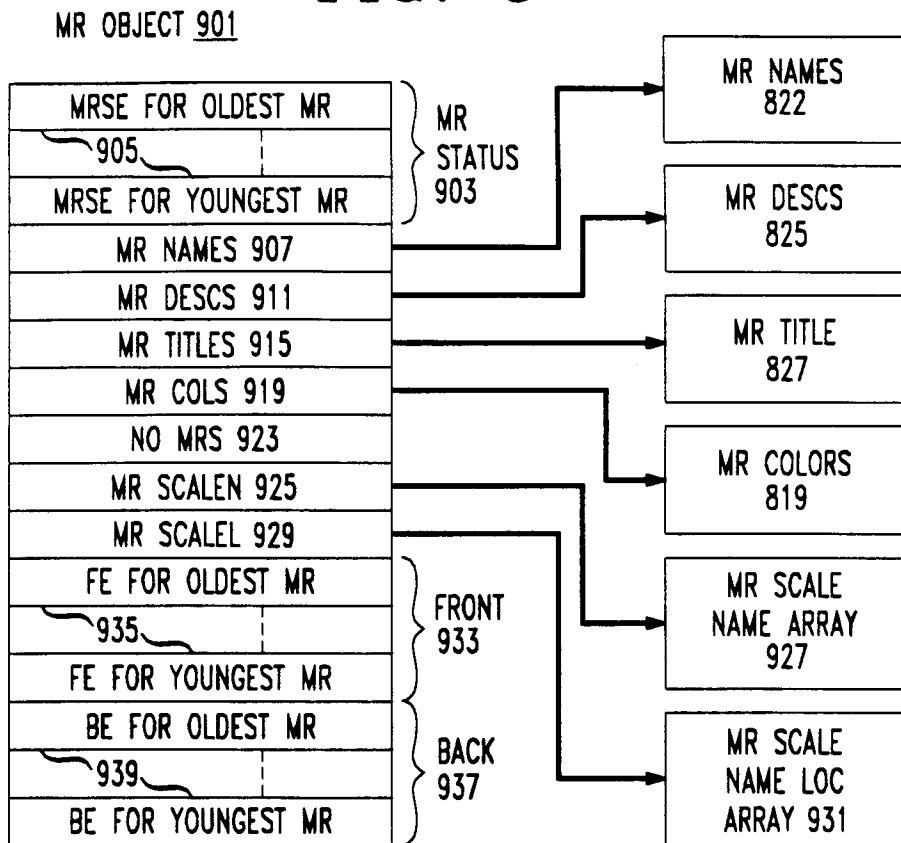 MR OBJECT 901
MRSE FOR OLDEST MR
905
MRSE FOR YOUNGEST MR
MR NAMES 907
MR DESCS 911
MR TITLES 915
MR COLS 919
NO MRS 923
MR SCALEN 925
MR SCALEL 929
FE FOR OLDEST MR
935
FE FOR YOUNGEST MR
BE FOR OLDEST MR
939
BE FOR YOUNGEST MR
MR
STATUS
903
FRONT
933
BACK
937
MR NAMES
822
MR DESCS
825
MR TITLE
827
MR COLORS
819
MR SCALE
NAME ARRAY
927
MR SCALE
NAME LOC
ARRAY 931